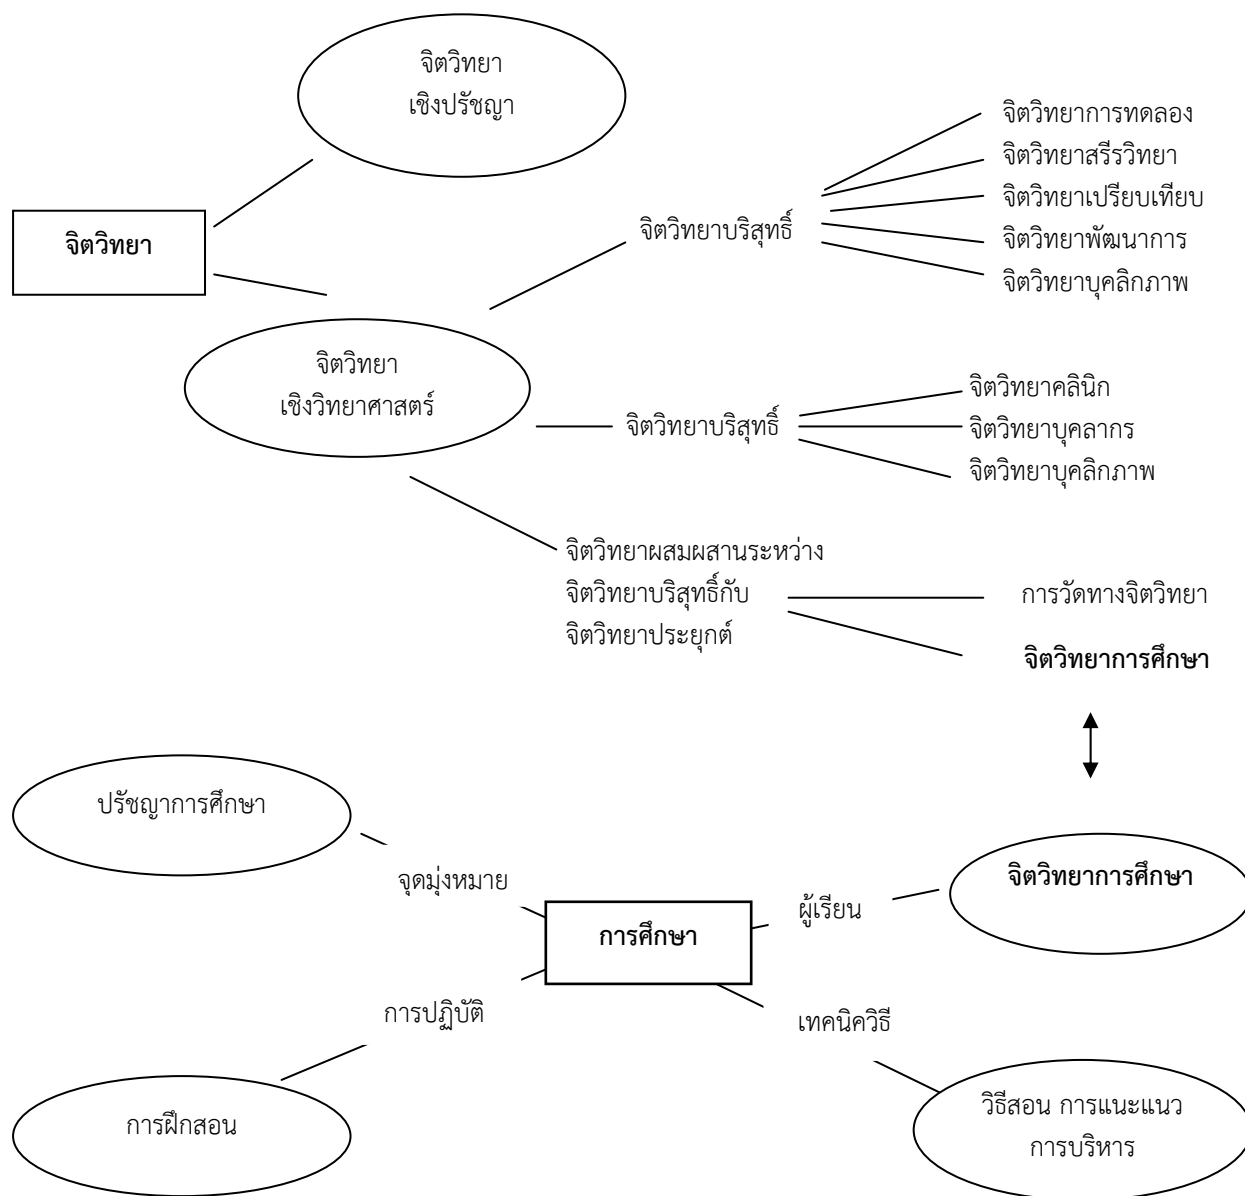 จิตวิทยา
เชิงปรัชญา
จิตวิทยาการทดลอง
จิตวิทยาสรีรวิทยา
จิตวิทยาเปรียบเทียบ
จิตวิทยาบริสุทธิ์
จิตวิทยาพัฒนาการ
จิตวิทยาบุคลิกภาพ
จิตวิทยา
จิตวิทยา
เชิงวิทยาศาสตร์
จิตวิทยาบริสุทธิ์
จิตวิทยาคลินิก
จิตวิทยาบุคลากร
จิตวิทยาบุคลิกภาพ
จิตวิทยาผสมผสานระหว่าง
จิตวิทยาบริสุทธิ์กับ
จิตวิทยาประยุกต์
การวัดทางจิตวิทยา
จิตวิทยาการศึกษา
ปรัชญาการศึกษา
จุดมุ่งหมาย
ผู้เรียน
จิตวิทยาการศึกษา
การศึกษา
การปฏิบัติ
เทคนิควิธี
การฝึกสอน
วิธีสอน การแนะแนว
การบริหาร